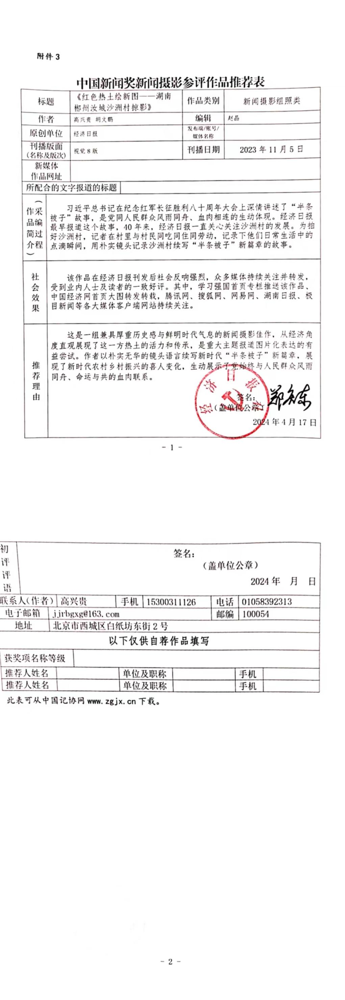 附件3
中国新闻奖新闻摄影参评作品推荐表
标题 《红色热土绘新图——湖南郴州汝城沙洲村掠影》 作品类别 新闻摄影组照类
作者 高兴贵 胡文鹏 编辑 赵晶
原创单位 经济日报 发布端/账号/媒体名称
刊播版面(名称及版次) 视觉8版 刊播日期 2023年11月5日
新媒体作品网址
所配合的文字报道的标题
作品简介（采编过程）
习近平总书记在纪念红军长征胜利八十周年大会上深情讲述了“半条
被子”故事，是党同人民群众风雨同舟、血肉相连的生动体现。经济日报
最早报道这个故事，40年来，经济日报一直关心关注沙洲村的发展。为拍
好沙洲村，记者在村里与村民同吃同住同劳动，记录下他们日常生活中的
点滴瞬间，用朴实镜头记录沙洲村续写“半条被子”新篇章的故事。
社会效果
该作品在经济日报刊发后社会反响强烈，众多媒体持续关注并转发，
受到业内人士及读者的一致好评。其中，学习强国首页专栏推送该作品、
中国经济网首页大图转发转载，腾讯网、搜狐网、网易网、湖南日报、极
目新闻等各大媒体客户端网站持续关注。
推荐理由
这是一组兼具厚重历史感与鲜明时代气息的新闻摄影佳作，从经济角
度直观展现了这一方热土的活力和传承，是重大主题报道图片化表达的有
益尝试。作者以朴实无华的镜头语言续写新时代“半条被子”新篇章，展
现了新时代农村乡村振兴的喜人变化，生动展示了党始终与人民群众风雨
同舟、命运与共的血肉联系。
经济日报社
签名：
（盖单位公章）
2024年4月17日
- 1 -
初评评语
签名：
（盖单位公章）
2024年 月 日
联系人(作者) 高兴贵 手机 15300311126 电话 01058392313
电子邮箱 jjrbgxg@163.com 邮编 100054
地址 北京市西城区白纸坊东街2号
以下仅供自荐作品填写
获奖项名称等级
推荐人姓名 单位及职称 手机
推荐人姓名 单位及职称 手机
此表可从中国记协网www.zgjx.cn下载。
- 2 -